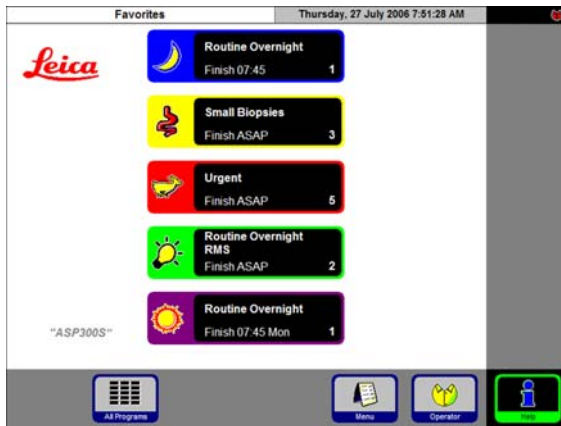 Favorites
Thursday, 27 July 2006 7:51:28 AM
Leica
Routine Overnight
Finish 07:45 1
Small Biopsies
Finish ASAP 3
Urgent
Finish ASAP 5
Routine Overnight
RMS
Finish ASAP 2
Routine Overnight
Finish 07:45 Mon 1
"ASP300S"
All Programs
Menu
Operator
Help